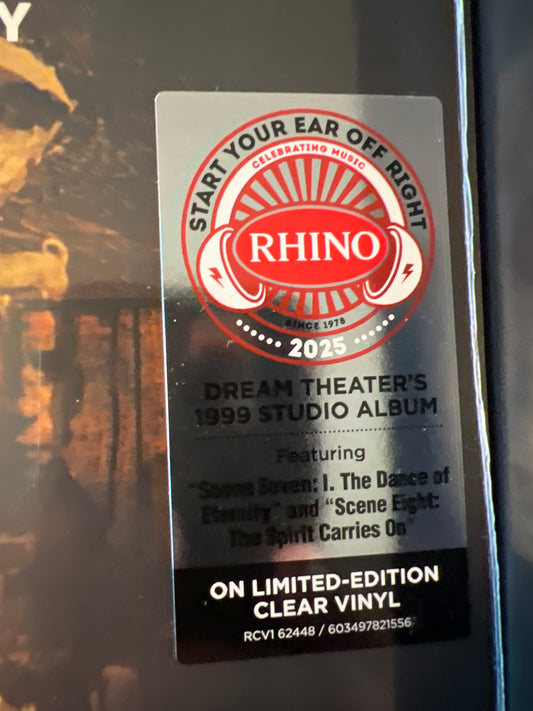 Y
START YOUR EAR OFF RIGHT
CELEBRATING MUSIC
RHINO
SINCE 1978
2025
DREAM THEATER'S
1999 STUDIO ALBUM
Featuring
"Scene Seven: I. The Dance of
Eternity" and "Scene Eight:
The Spirit Carries On"
ON LIMITED-EDITION
CLEAR VINYL
RCV1 62448 / 603497821556